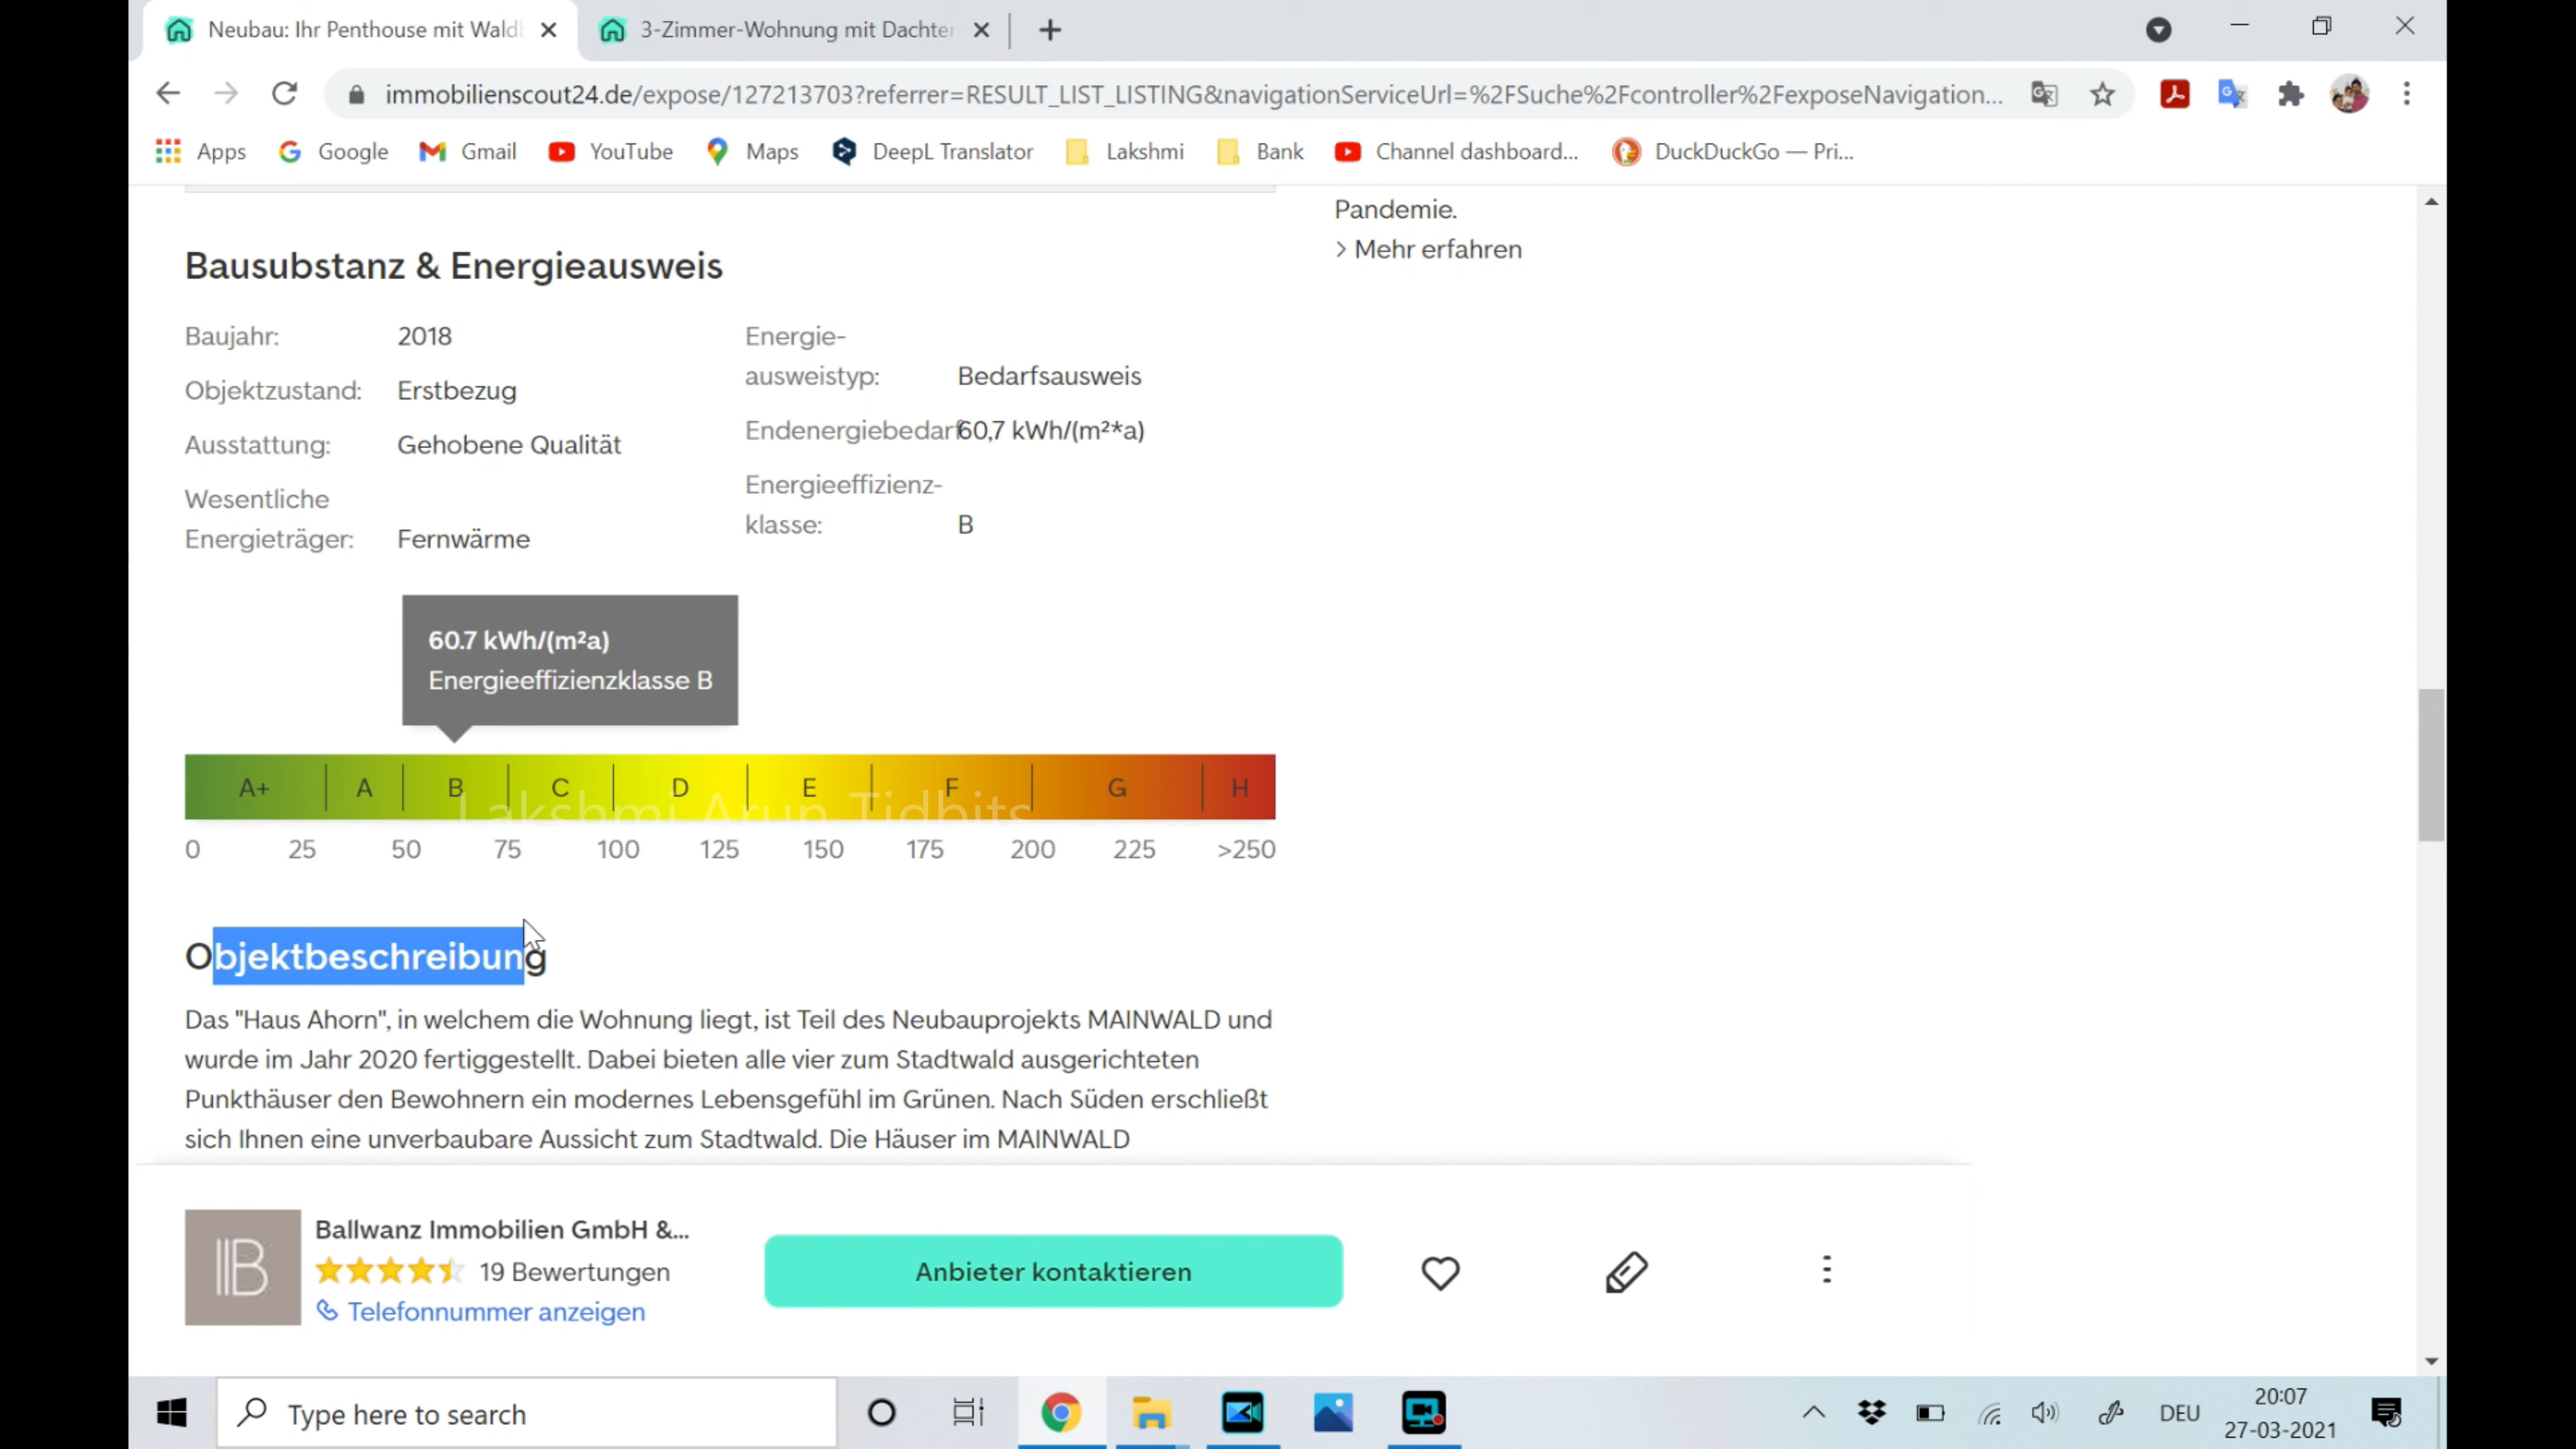 Neubau: Ihr Penthouse mit Wald
3-Zimmer-Wohnung mit Dachter
immobilienscout24.de/expose/127213703?referrer=RESULT_LIST_LISTING&navigationServiceUrl=%2FSuche%2Fcontroller%2FexposeNavigation...
Apps Google Gmail YouTube Maps DeepL Translator Lakshmi Bank Channel dashboard... DuckDuckGo — Pri...
Pandemie.
> Mehr erfahren
Bausubstanz & Energieausweis
Baujahr: 2018
Objektzustand: Erstbezug
Ausstattung: Gehobene Qualität
Wesentliche
Energieträger: Fernwärme
Energie-
ausweistyp: Bedarfsausweis
Endenergiebedarf 60,7 kWh/(m²*a)
Energieeffizienz-
klasse: B
60.7 kWh/(m²a)
Energieeffizienzklasse B
A+ A B C D E F G H
Lakshmi Arun Tidbits
0 25 50 75 100 125 150 175 200 225 >250
Objektbeschreibung
Das "Haus Ahorn", in welchem die Wohnung liegt, ist Teil des Neubauprojekts MAINWALD und
wurde im Jahr 2020 fertiggestellt. Dabei bieten alle vier zum Stadtwald ausgerichteten
Punkthäuser den Bewohnern ein modernes Lebensgefühl im Grünen. Nach Süden erschließt
sich Ihnen eine unverbaubare Aussicht zum Stadtwald. Die Häuser im MAINWALD
B
Ballwanz Immobilien GmbH &...
19 Bewertungen
Telefonnummer anzeigen
Anbieter kontaktieren
Type here to search
DEU
20:07
27-03-2021